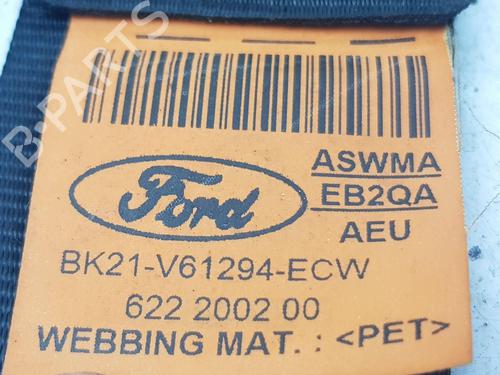 ASWMA
EB2QA
AEU
Ford
BK21-V61294-ECW
622 2002 00
WEBBING MAT. : <PET>
B-PARTS